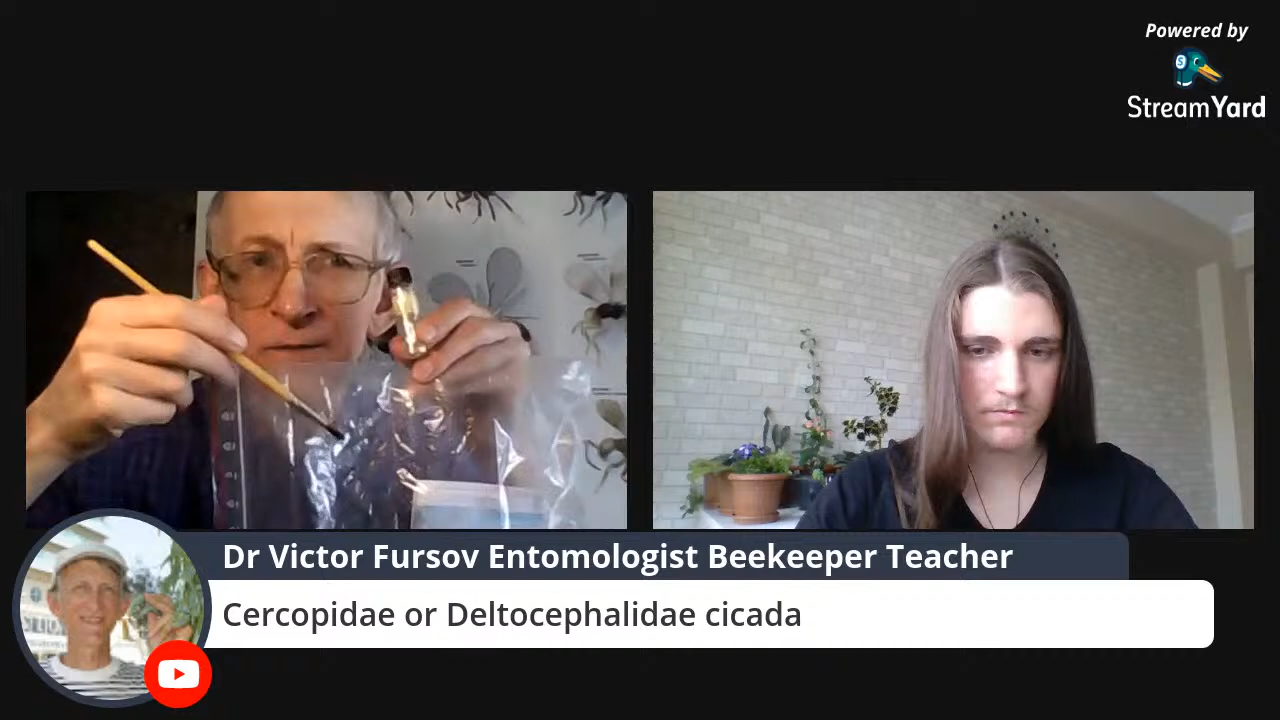 Powered by
StreamYard
Dr Victor Fursov Entomologist Beekeeper Teacher
Cercopidae or Deltocephalidae cicada